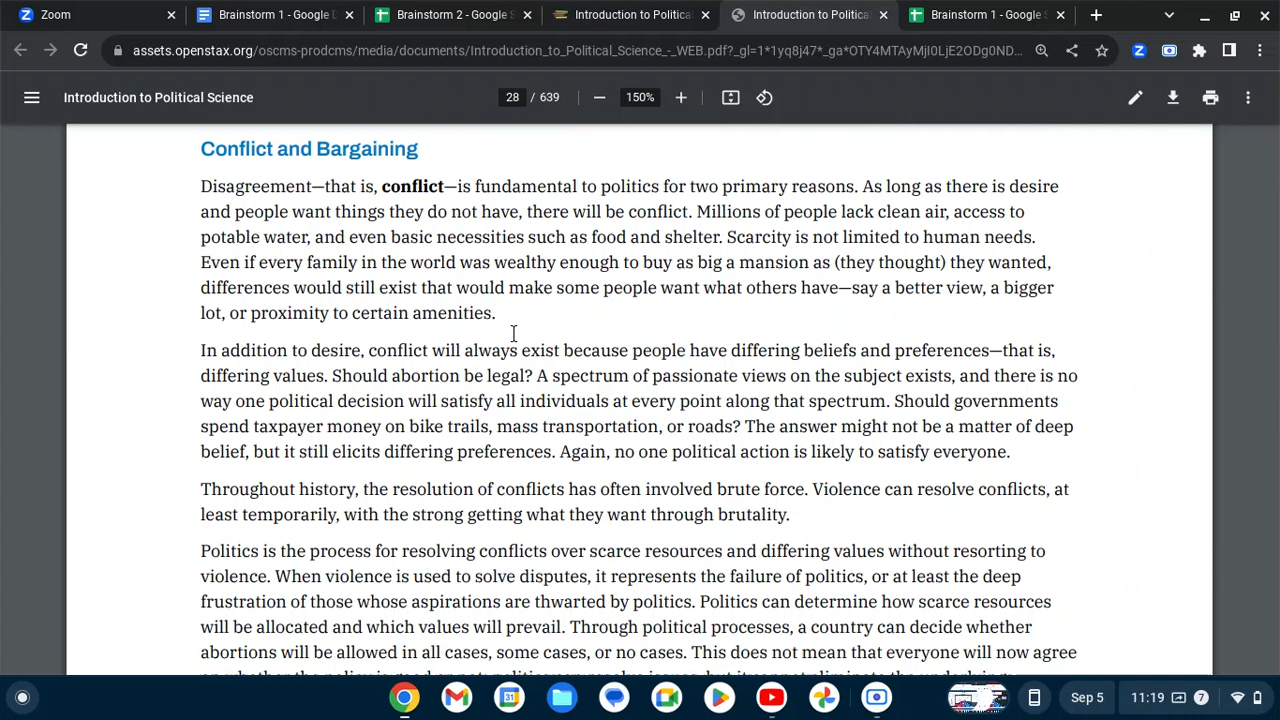 Zoom
Brainstorm 1 - Google D
Brainstorm 2 - Google S
Introduction to Politica
Introduction to Politica
Brainstorm 1 - Google S
assets.openstax.org/oscms-prodcms/media/documents/Introduction_to_Political_Science_-_WEB.pdf?_gl=1*1yq8j47*_ga*OTY4MTAyMjI0LjE2ODg0ND...
Introduction to Political Science
28 / 639
150%
Conflict and Bargaining
Disagreement—that is, conflict—is fundamental to politics for two primary reasons. As long as there is desire
and people want things they do not have, there will be conflict. Millions of people lack clean air, access to
potable water, and even basic necessities such as food and shelter. Scarcity is not limited to human needs.
Even if every family in the world was wealthy enough to buy as big a mansion as (they thought) they wanted,
differences would still exist that would make some people want what others have—say a better view, a bigger
lot, or proximity to certain amenities.
In addition to desire, conflict will always exist because people have differing beliefs and preferences—that is,
differing values. Should abortion be legal? A spectrum of passionate views on the subject exists, and there is no
way one political decision will satisfy all individuals at every point along that spectrum. Should governments
spend taxpayer money on bike trails, mass transportation, or roads? The answer might not be a matter of deep
belief, but it still elicits differing preferences. Again, no one political action is likely to satisfy everyone.
Throughout history, the resolution of conflicts has often involved brute force. Violence can resolve conflicts, at
least temporarily, with the strong getting what they want through brutality.
Politics is the process for resolving conflicts over scarce resources and differing values without resorting to
violence. When violence is used to solve disputes, it represents the failure of politics, or at least the deep
frustration of those whose aspirations are thwarted by politics. Politics can determine how scarce resources
will be allocated and which values will prevail. Through political processes, a country can decide whether
abortions will be allowed in all cases, some cases, or no cases. This does not mean that everyone will now agree
Sep 5
11:19
7